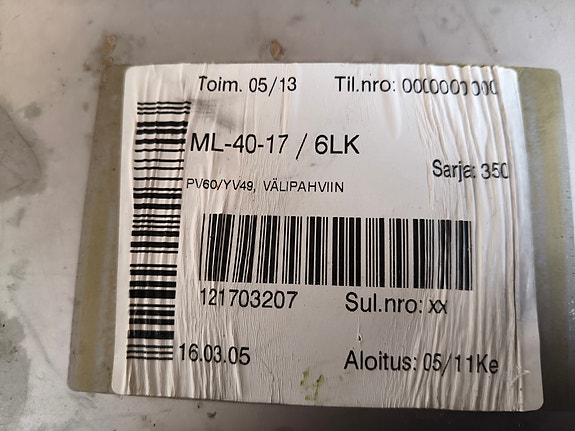 Toim. 05/13 Til.nro: 0000000000
ML-40-17 / 6LK
Sarja: 350
PV60/YV49, VÄLIPAHVIIN
121703207 Sul.nro: xx
16.03.05 Aloitus: 05/11Ke